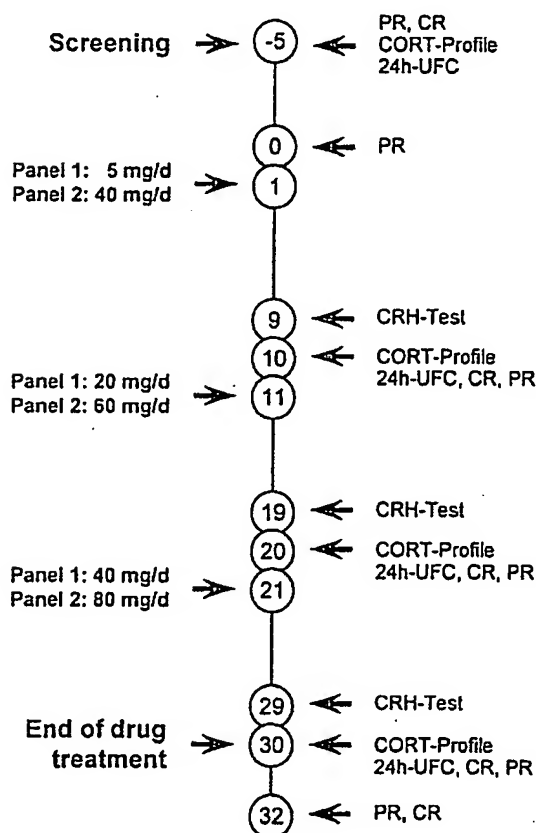 Screening
-5
PR, CR
CORT-Profile
24h-UFC
0
PR
Panel 1: 5 mg/d
Panel 2: 40 mg/d
1
9
CRH-Test
10
CORT-Profile
24h-UFC, CR, PR
Panel 1: 20 mg/d
Panel 2: 60 mg/d
11
19
CRH-Test
20
CORT-Profile
24h-UFC, CR, PR
Panel 1: 40 mg/d
Panel 2: 80 mg/d
21
29
CRH-Test
End of drug
treatment
30
CORT-Profile
24h-UFC, CR, PR
32
PR, CR